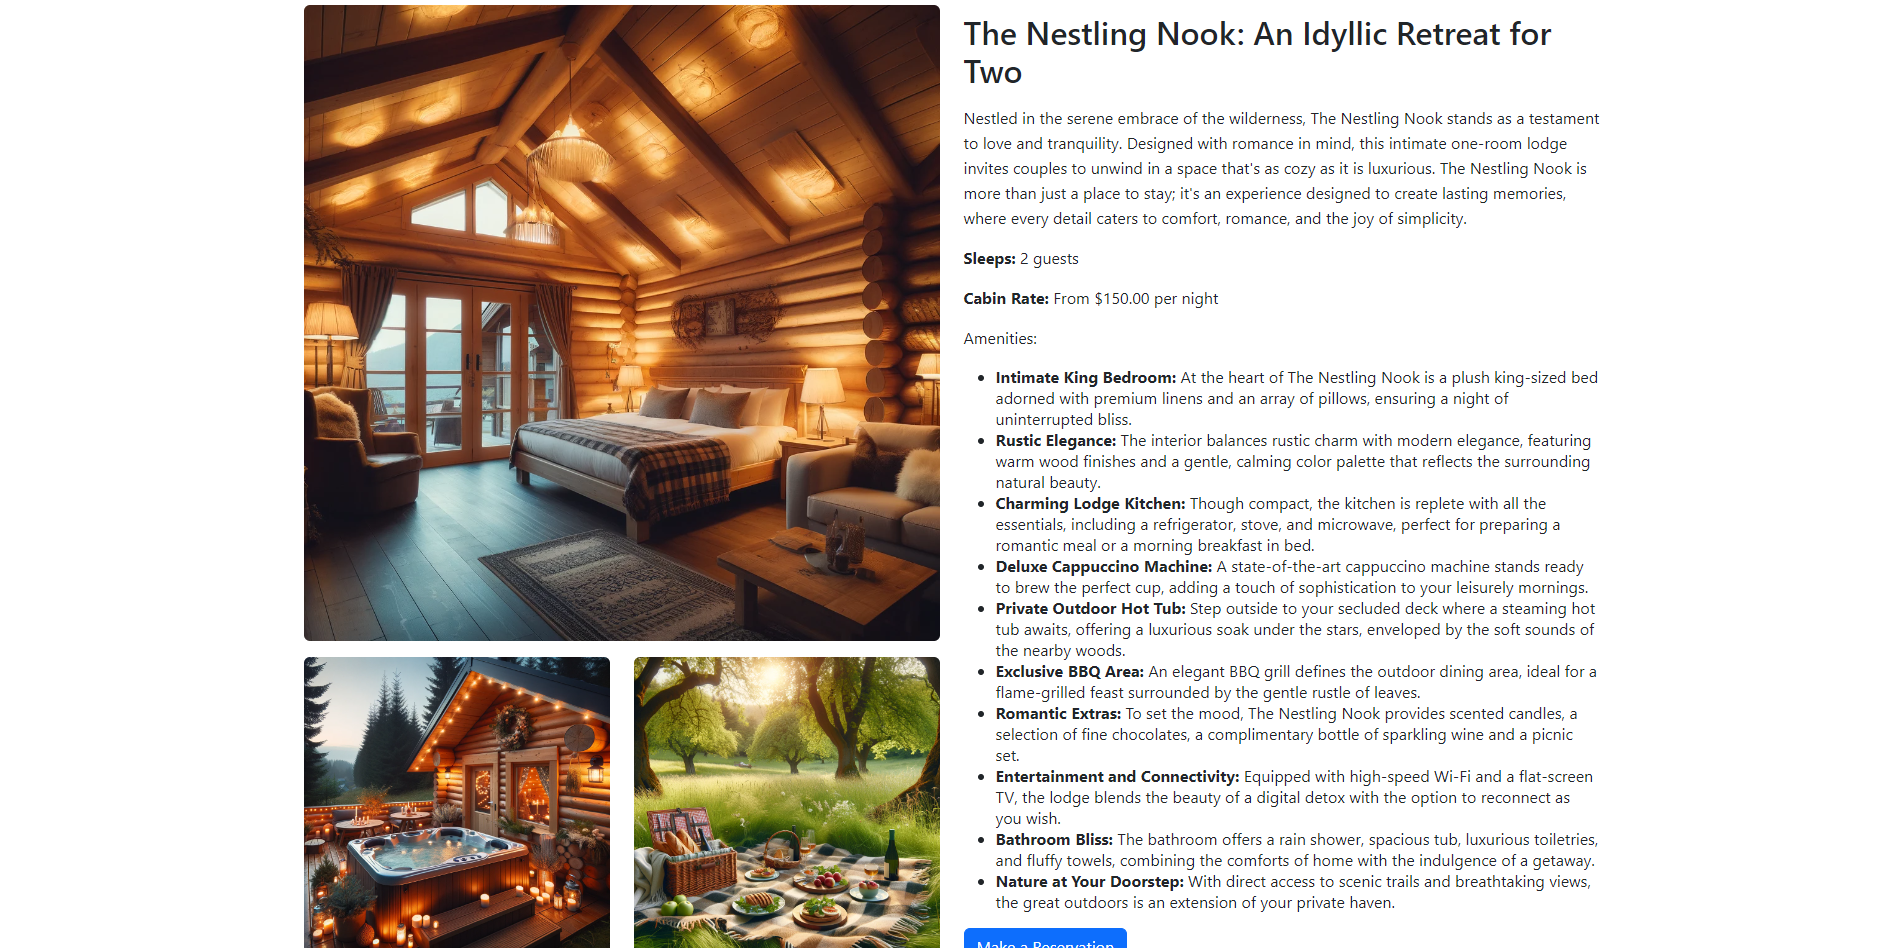 The Nestling Nook: An Idyllic Retreat for
Two
Nestled in the serene embrace of the wilderness, The Nestling Nook stands as a testament
to love and tranquility. Designed with romance in mind, this intimate one-room lodge
invites couples to unwind in a space that's as cozy as it is luxurious. The Nestling Nook is
more than just a place to stay; it's an experience designed to create lasting memories,
where every detail caters to comfort, romance, and the joy of simplicity.
Sleeps: 2 guests
Cabin Rate: From $150.00 per night
Amenities:
• Intimate King Bedroom: At the heart of The Nestling Nook is a plush king-sized bed
adorned with premium linens and an array of pillows, ensuring a night of
uninterrupted bliss.
• Rustic Elegance: The interior balances rustic charm with modern elegance, featuring
warm wood finishes and a gentle, calming color palette that reflects the surrounding
natural beauty.
• Charming Lodge Kitchen: Though compact, the kitchen is replete with all the
essentials, including a refrigerator, stove, and microwave, perfect for preparing a
romantic meal or a morning breakfast in bed.
• Deluxe Cappuccino Machine: A state-of-the-art cappuccino machine stands ready
to brew the perfect cup, adding a touch of sophistication to your leisurely mornings.
• Private Outdoor Hot Tub: Step outside to your secluded deck where a steaming hot
tub awaits, offering a luxurious soak under the stars, enveloped by the soft sounds of
the nearby woods.
• Exclusive BBQ Area: An elegant BBQ grill defines the outdoor dining area, ideal for a
flame-grilled feast surrounded by the gentle rustle of leaves.
• Romantic Extras: To set the mood, The Nestling Nook provides scented candles, a
selection of fine chocolates, a complimentary bottle of sparkling wine and a picnic
set.
• Entertainment and Connectivity: Equipped with high-speed Wi-Fi and a flat-screen
TV, the lodge blends the beauty of a digital detox with the option to reconnect as
you wish.
• Bathroom Bliss: The bathroom offers a rain shower, spacious tub, luxurious toiletries,
and fluffy towels, combining the comforts of home with the indulgence of a getaway.
• Nature at Your Doorstep: With direct access to scenic trails and breathtaking views,
the great outdoors is an extension of your private haven.
Make a Reservation